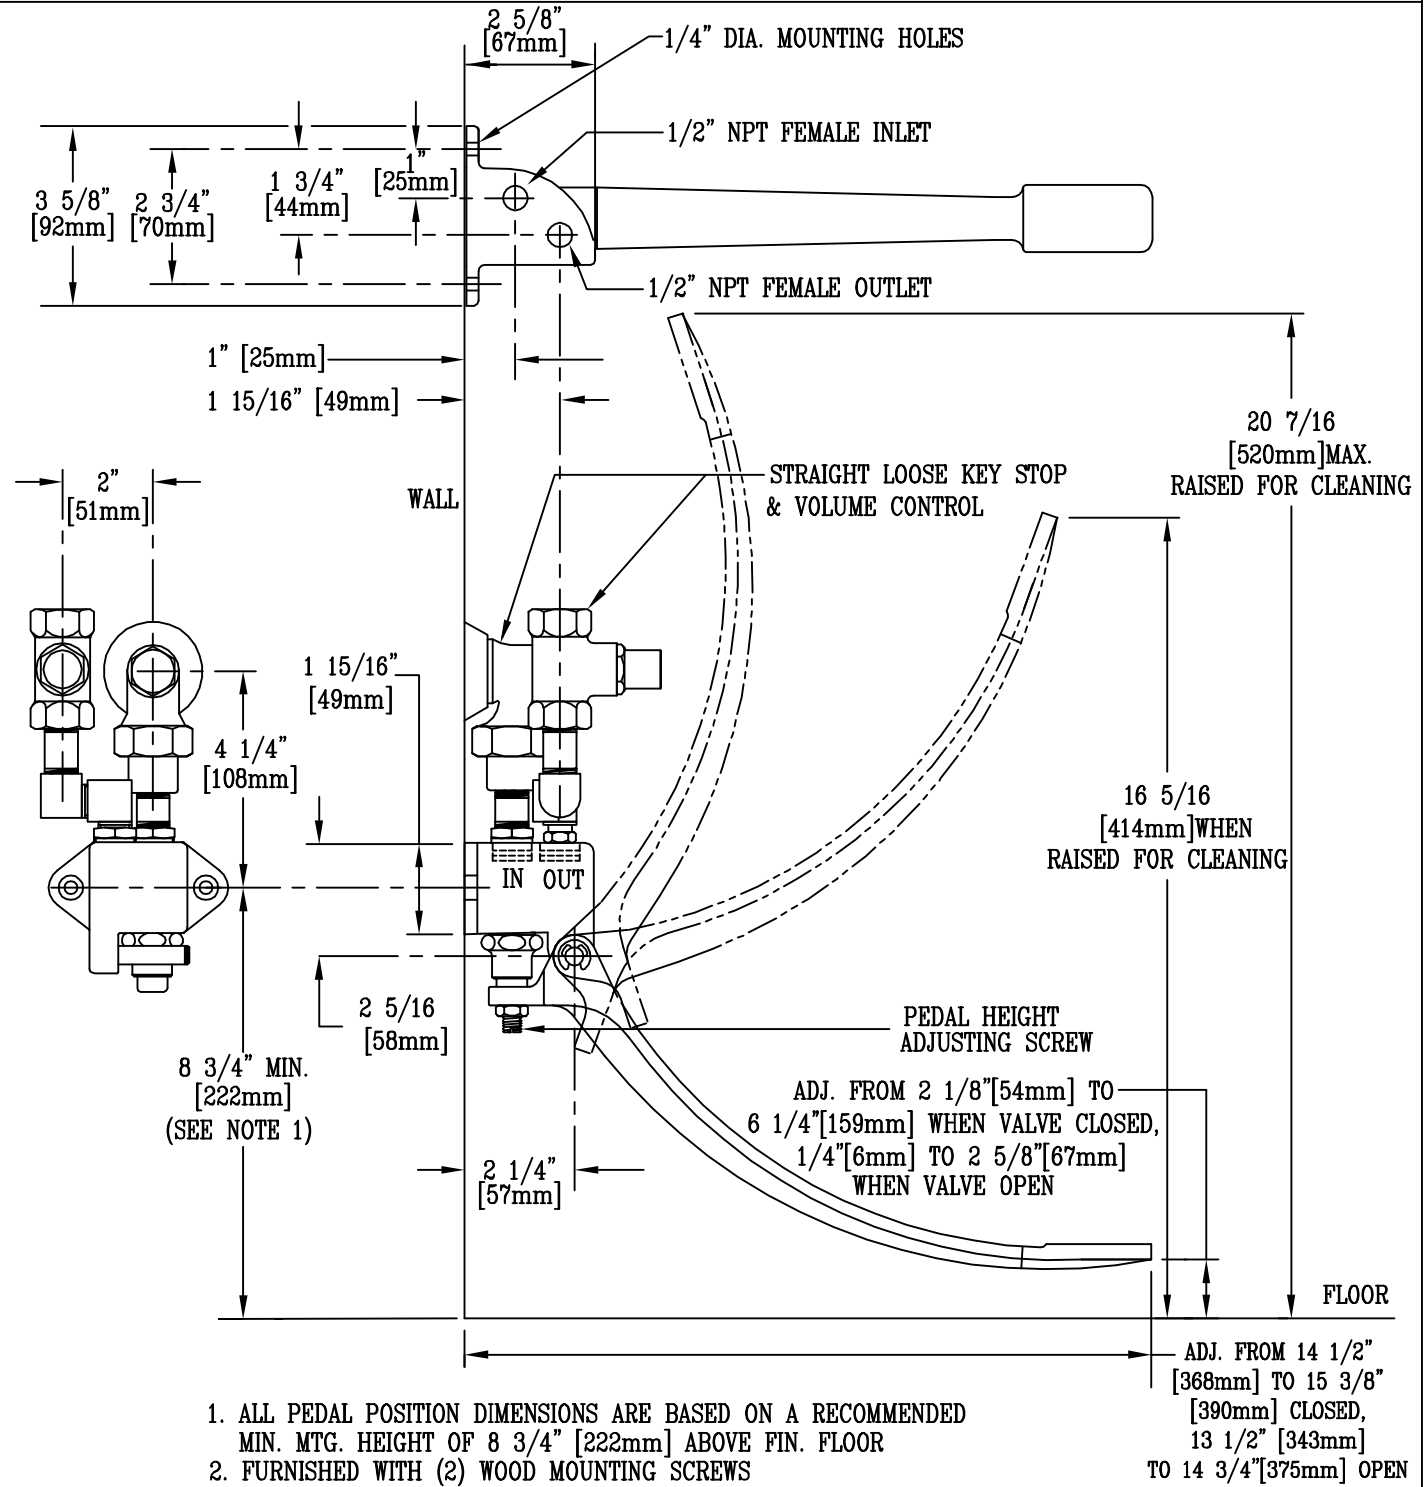 2 5/8"
[67mm]
1/4" DIA. MOUNTING HOLES
1/2" NPT FEMALE INLET
1"
[25mm]
1 3/4"
[44mm]
3 5/8"
[92mm]
2 3/4"
[70mm]
1/2" NPT FEMALE OUTLET
1" [25mm]
1 15/16" [49mm]
20 7/16
[520mm]MAX.
RAISED FOR CLEANING
2"
[51mm]
WALL
STRAIGHT LOOSE KEY STOP
& VOLUME CONTROL
1 15/16"
[49mm]
4 1/4"
[108mm]
16 5/16
[414mm]WHEN
RAISED FOR CLEANING
IN OUT
2 5/16
[58mm]
PEDAL HEIGHT
ADJUSTING SCREW
8 3/4" MIN.
[222mm]
(SEE NOTE 1)
ADJ. FROM 2 1/8"[54mm] TO
6 1/4"[159mm] WHEN VALVE CLOSED,
1/4"[6mm] TO 2 5/8"[67mm]
WHEN VALVE OPEN
2 1/4"
[57mm]
FLOOR
ADJ. FROM 14 1/2"
[368mm] TO 15 3/8"
[390mm] CLOSED,
13 1/2" [343mm]
TO 14 3/4"[375mm] OPEN
1. ALL PEDAL POSITION DIMENSIONS ARE BASED ON A RECOMMENDED
MIN. MTG. HEIGHT OF 8 3/4" [222mm] ABOVE FIN. FLOOR
2. FURNISHED WITH (2) WOOD MOUNTING SCREWS